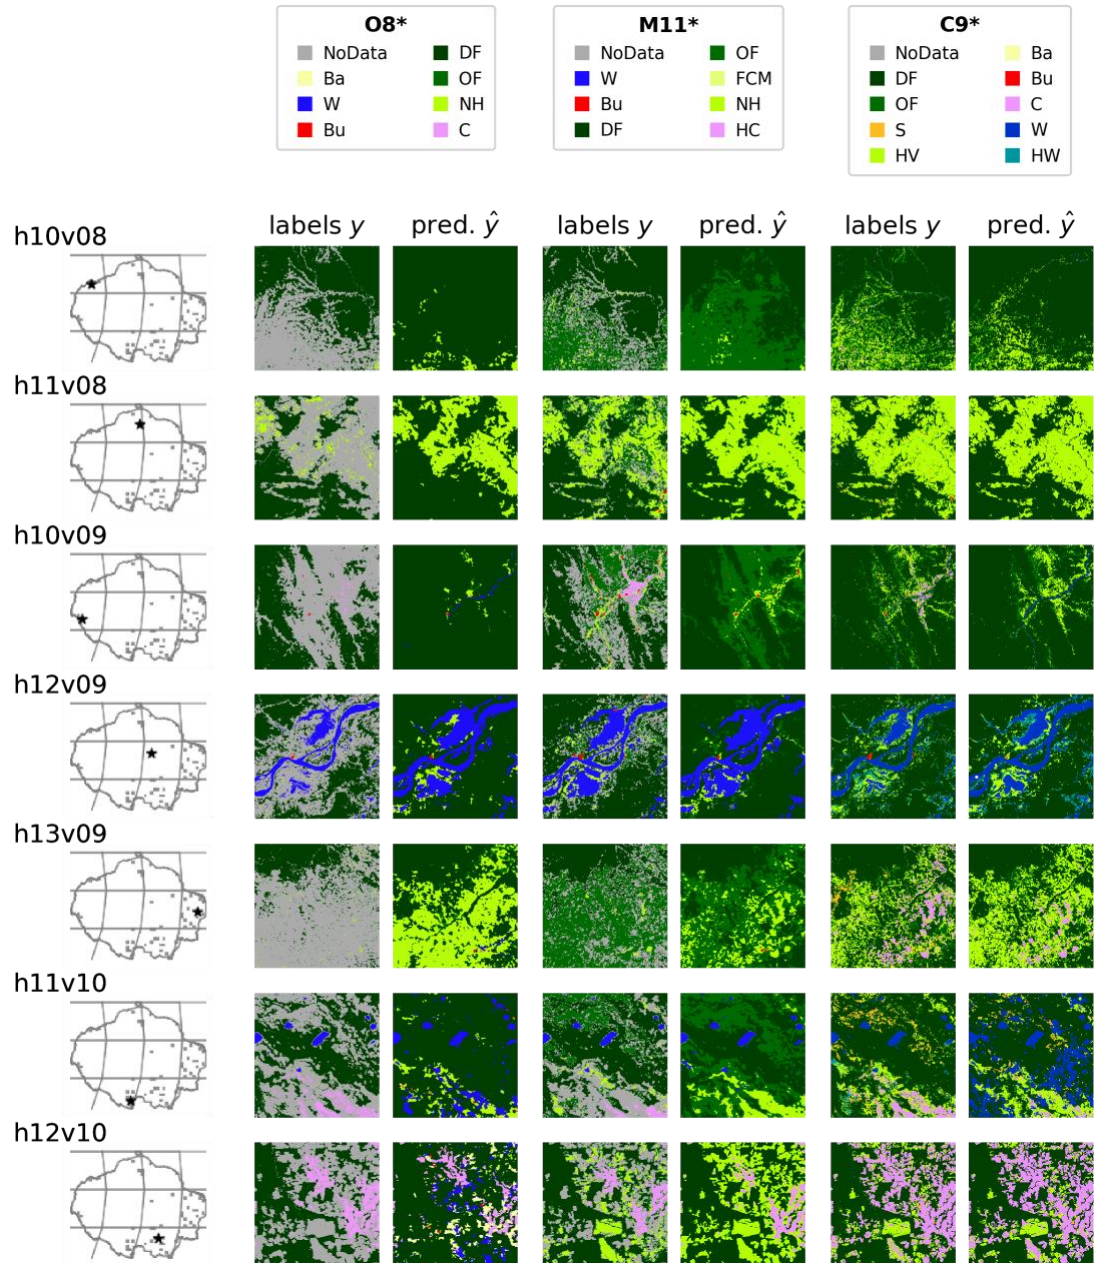 O8*
NoData
Ba
W
Bu
DF
OF
NH
C
M11*
NoData
W
Bu
DF
OF
FCM
NH
HC
C9*
NoData
DF
OF
S
HV
Ba
Bu
C
W
HW
labels y
pred. ŷ
labels y
pred. ŷ
labels y
pred. ŷ
h10v08
h11v08
h10v09
h12v09
h13v09
h11v10
h12v10